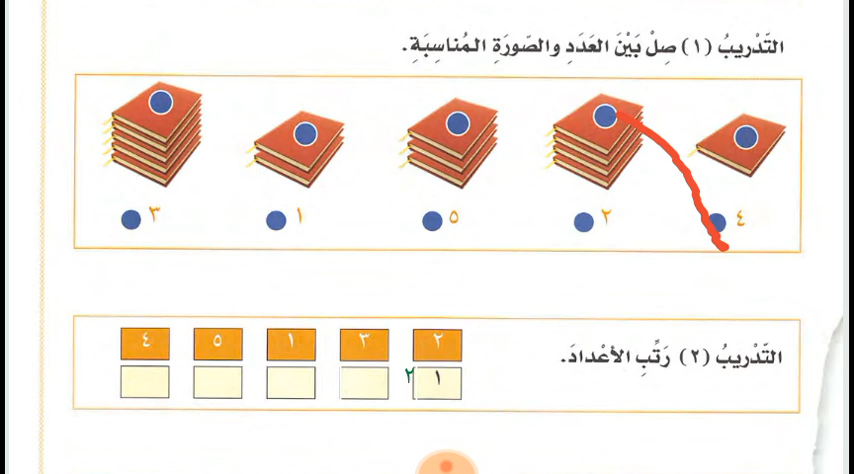 التَّدْرِيبُ (١) صِلْ بَيْنَ العَدَدِ والصّورَةِ المُناسِبَةِ.
٤ ٢ ٥ ١ ٣
التَّدْرِيبُ (٢) رَتِّبِ الأَعْدادَ.
٢ ٣ ١ ٥ ٤
١ ٢